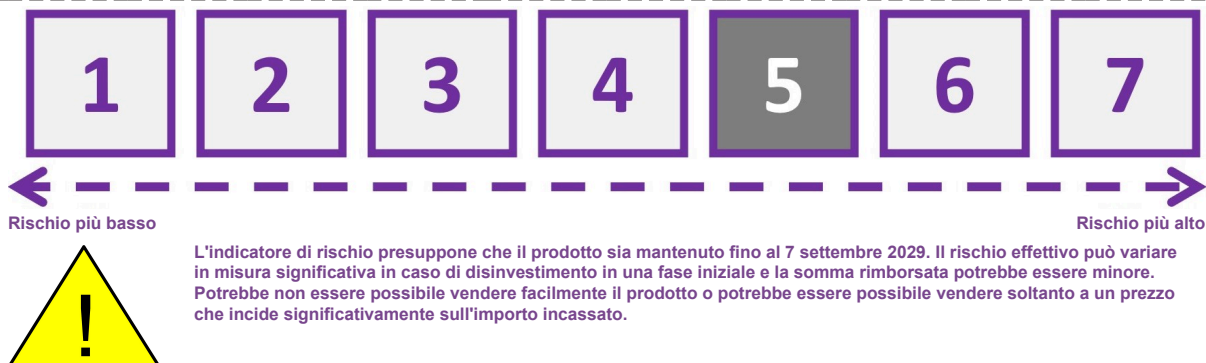 1 2 3 4 5 6 7
Rischio più basso Rischio più alto
L'indicatore di rischio presuppone che il prodotto sia mantenuto fino al 7 settembre 2029. Il rischio effettivo può variare
in misura significativa in caso di disinvestimento in una fase iniziale e la somma rimborsata potrebbe essere minore.
Potrebbe non essere possibile vendere facilmente il prodotto o potrebbe essere possibile vendere soltanto a un prezzo
che incide significativamente sull'importo incassato.
!